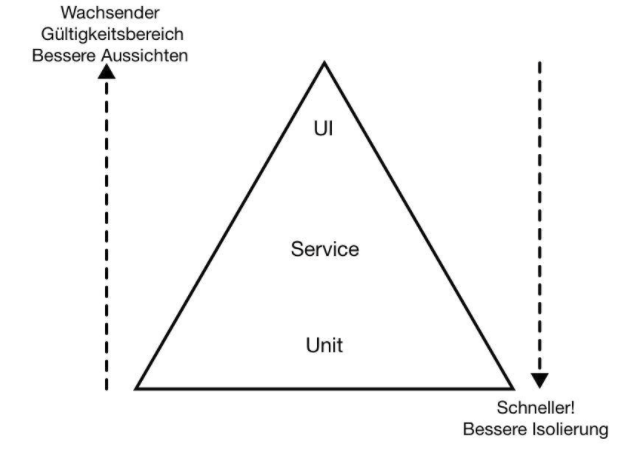 Wachsender
Gültigkeitsbereich
Bessere Aussichten
UI
Service
Unit
Schneller!
Bessere Isolierung